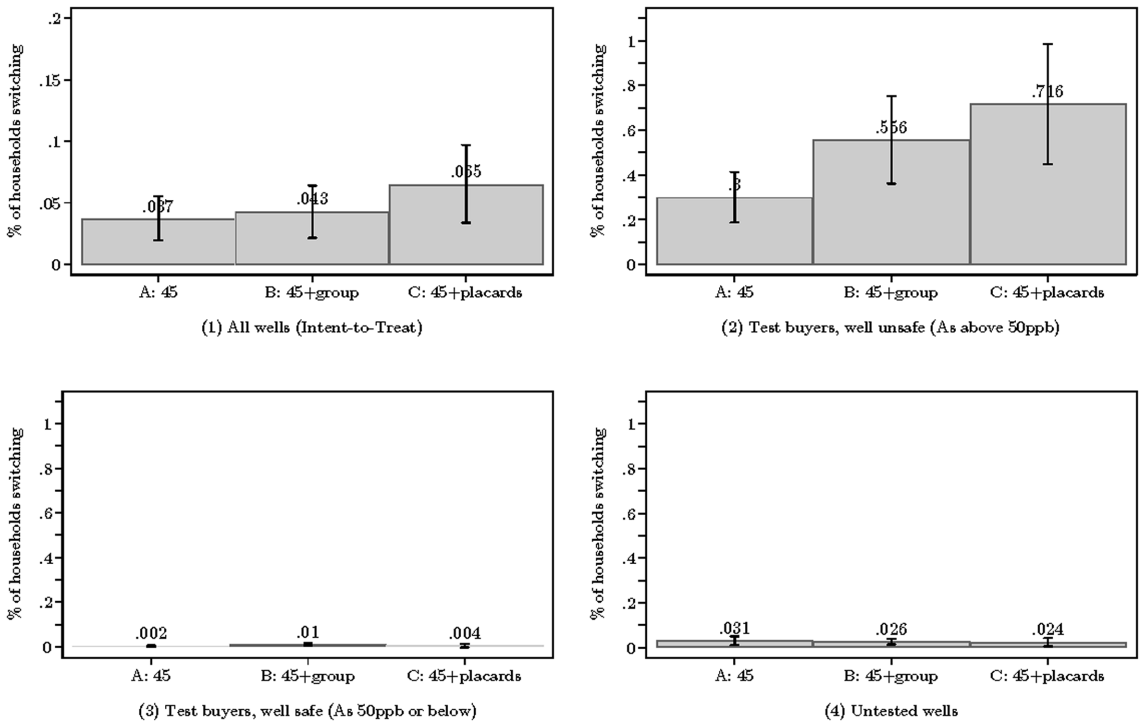 % of households switching
.2
.15
.1
.05
0
.037
.043
.065
A: 45
B: 45+group
C: 45+placards
(1) All wells (Intent-to-Treat)
% of households switching
1
.8
.6
.4
.2
0
.3
.556
.716
A: 45
B: 45+group
C: 45+placards
(2) Test buyers, well unsafe (As above 50ppb)
% of households switching
1
.8
.6
.4
.2
0
.002
.01
.004
A: 45
B: 45+group
C: 45+placards
(3) Test buyers, well safe (As 50ppb or below)
% of households switching
1
.8
.6
.4
.2
0
.031
.026
.024
A: 45
B: 45+group
C: 45+placards
(4) Untested wells